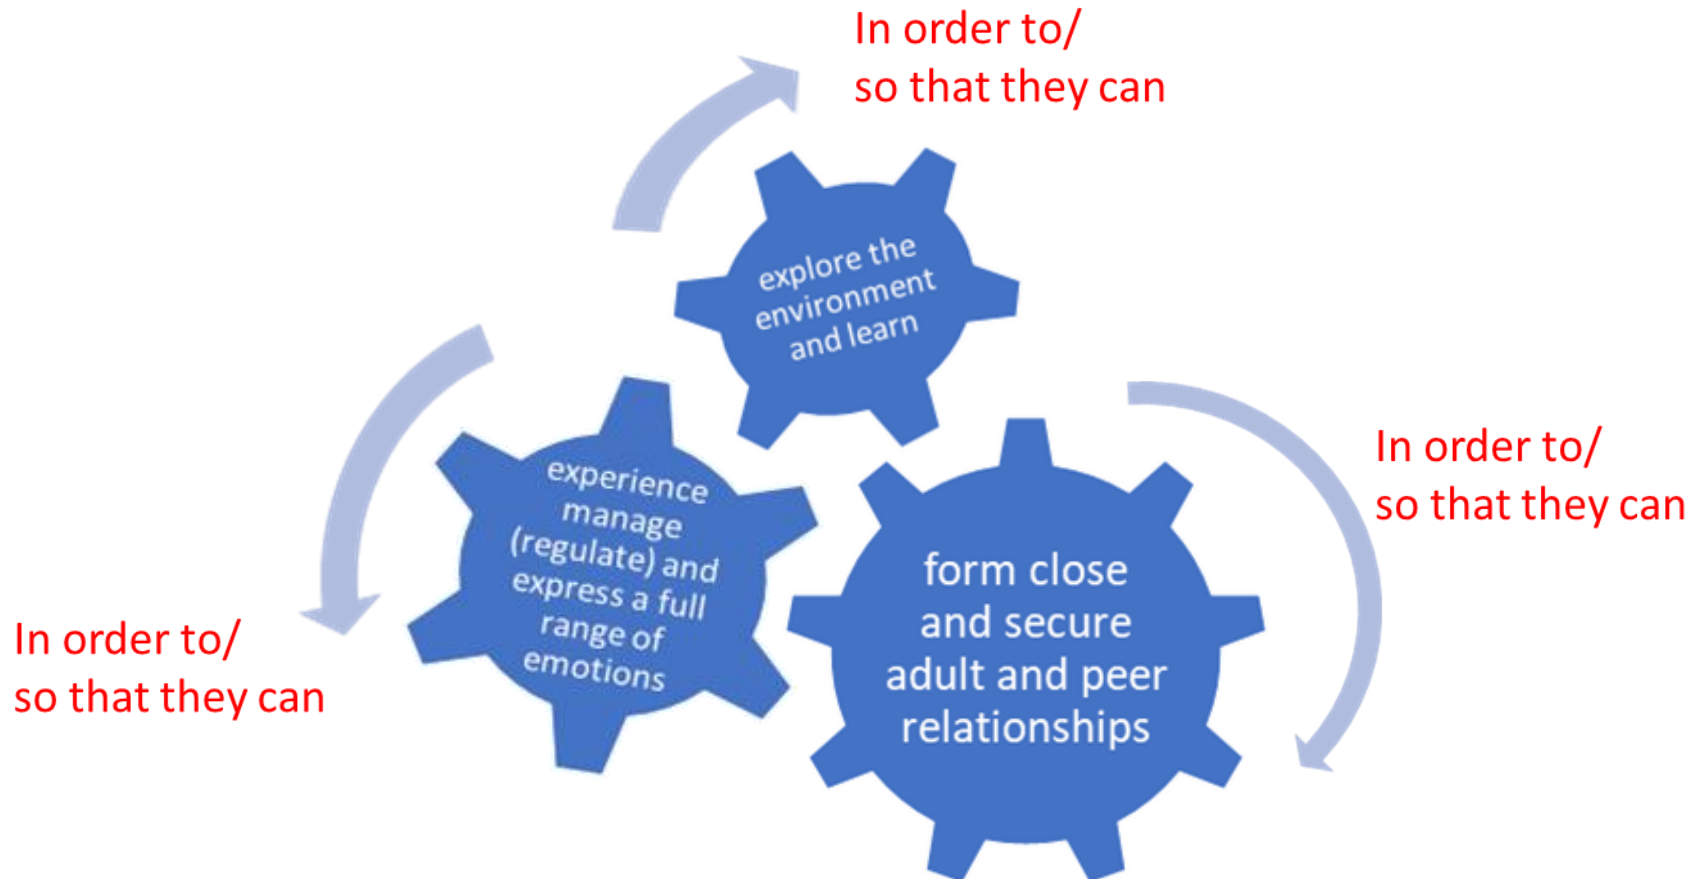 In order to/
so that they can
explore the
environment
and learn
In order to/
so that they can
experience
manage
(regulate) and
express a full
range of
emotions
form close
and secure
adult and peer
relationships
In order to/
so that they can